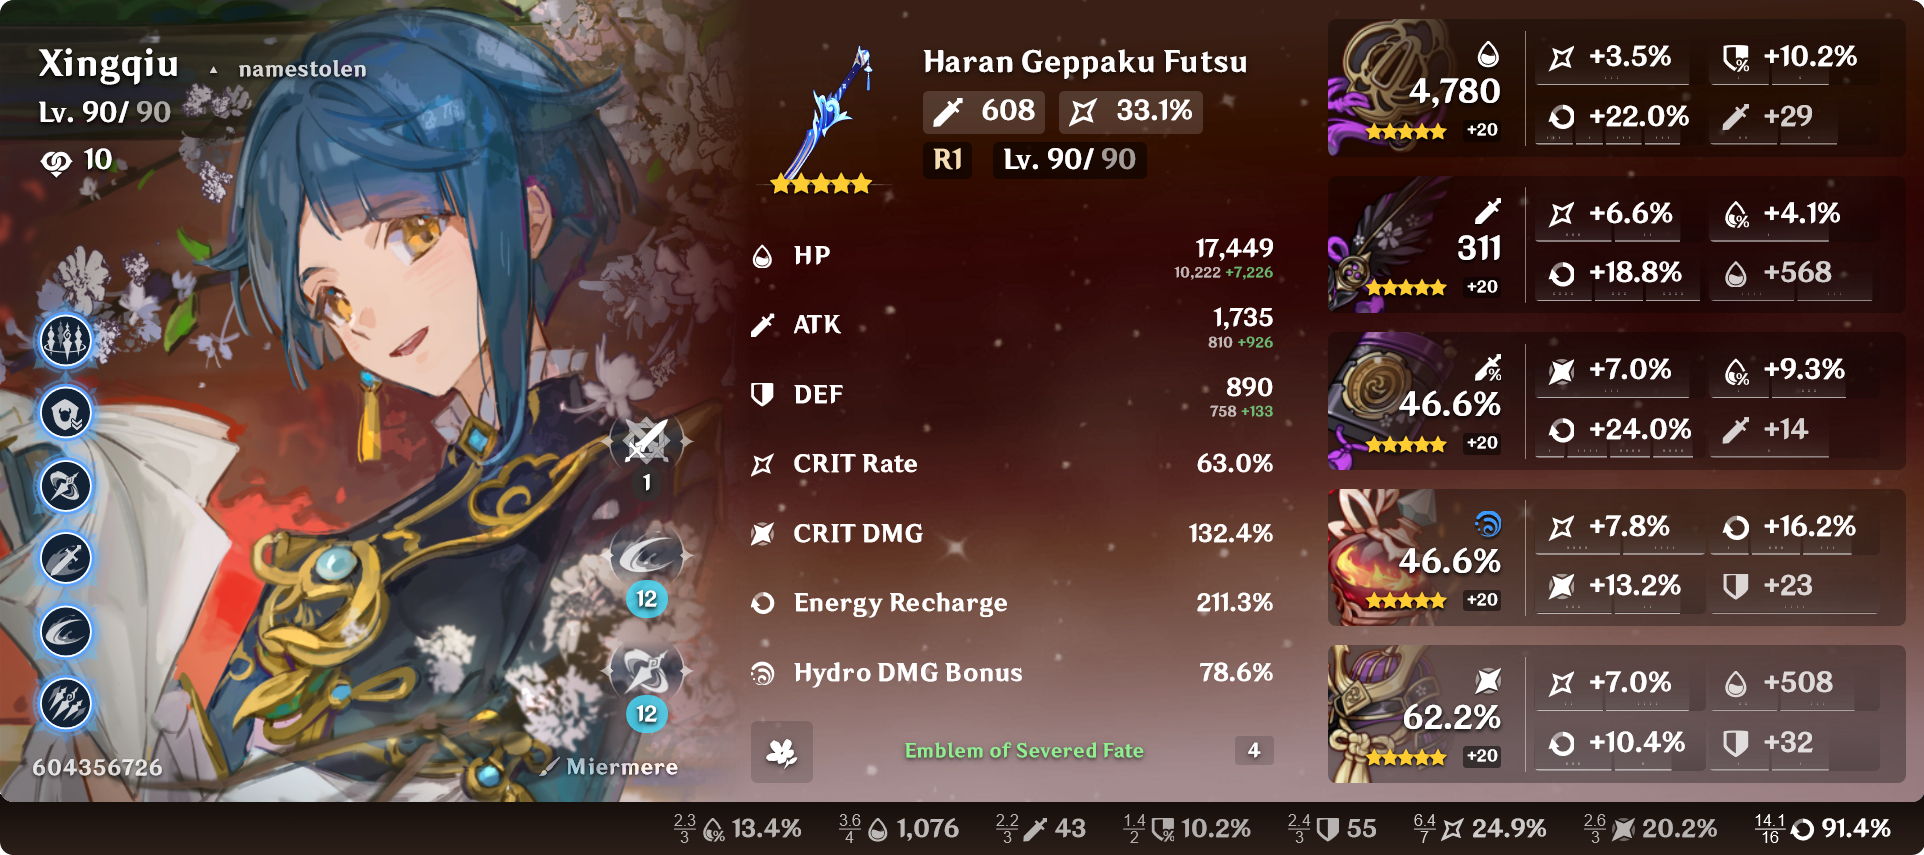 Xingqiu ▲ namestolen
Lv. 90/ 90
10
1
12
12
604356726
Miermere
Haran Geppaku Futsu
608 33.1%
R1 Lv. 90/ 90
HP 17,449
10,222 +7,226
ATK 1,735
810 +926
DEF 890
758 +133
CRIT Rate 63.0%
CRIT DMG 132.4%
Energy Recharge 211.3%
Hydro DMG Bonus 78.6%
Emblem of Severed Fate 4
4,780
+20
+3.5% +10.2%
+22.0% +29
311
+20
+6.6% +4.1%
+18.8% +568
46.6%
+20
+7.0% +9.3%
+24.0% +14
46.6%
+20
+7.8% +16.2%
+13.2% +23
62.2%
+20
+7.0% +508
+10.4% +32
2.3/3 13.4% 3.6/4 1,076 2.2/3 43 1.4/2 10.2% 2.4/3 55 6.4/7 24.9% 2.6/3 20.2% 14.1/16 91.4%